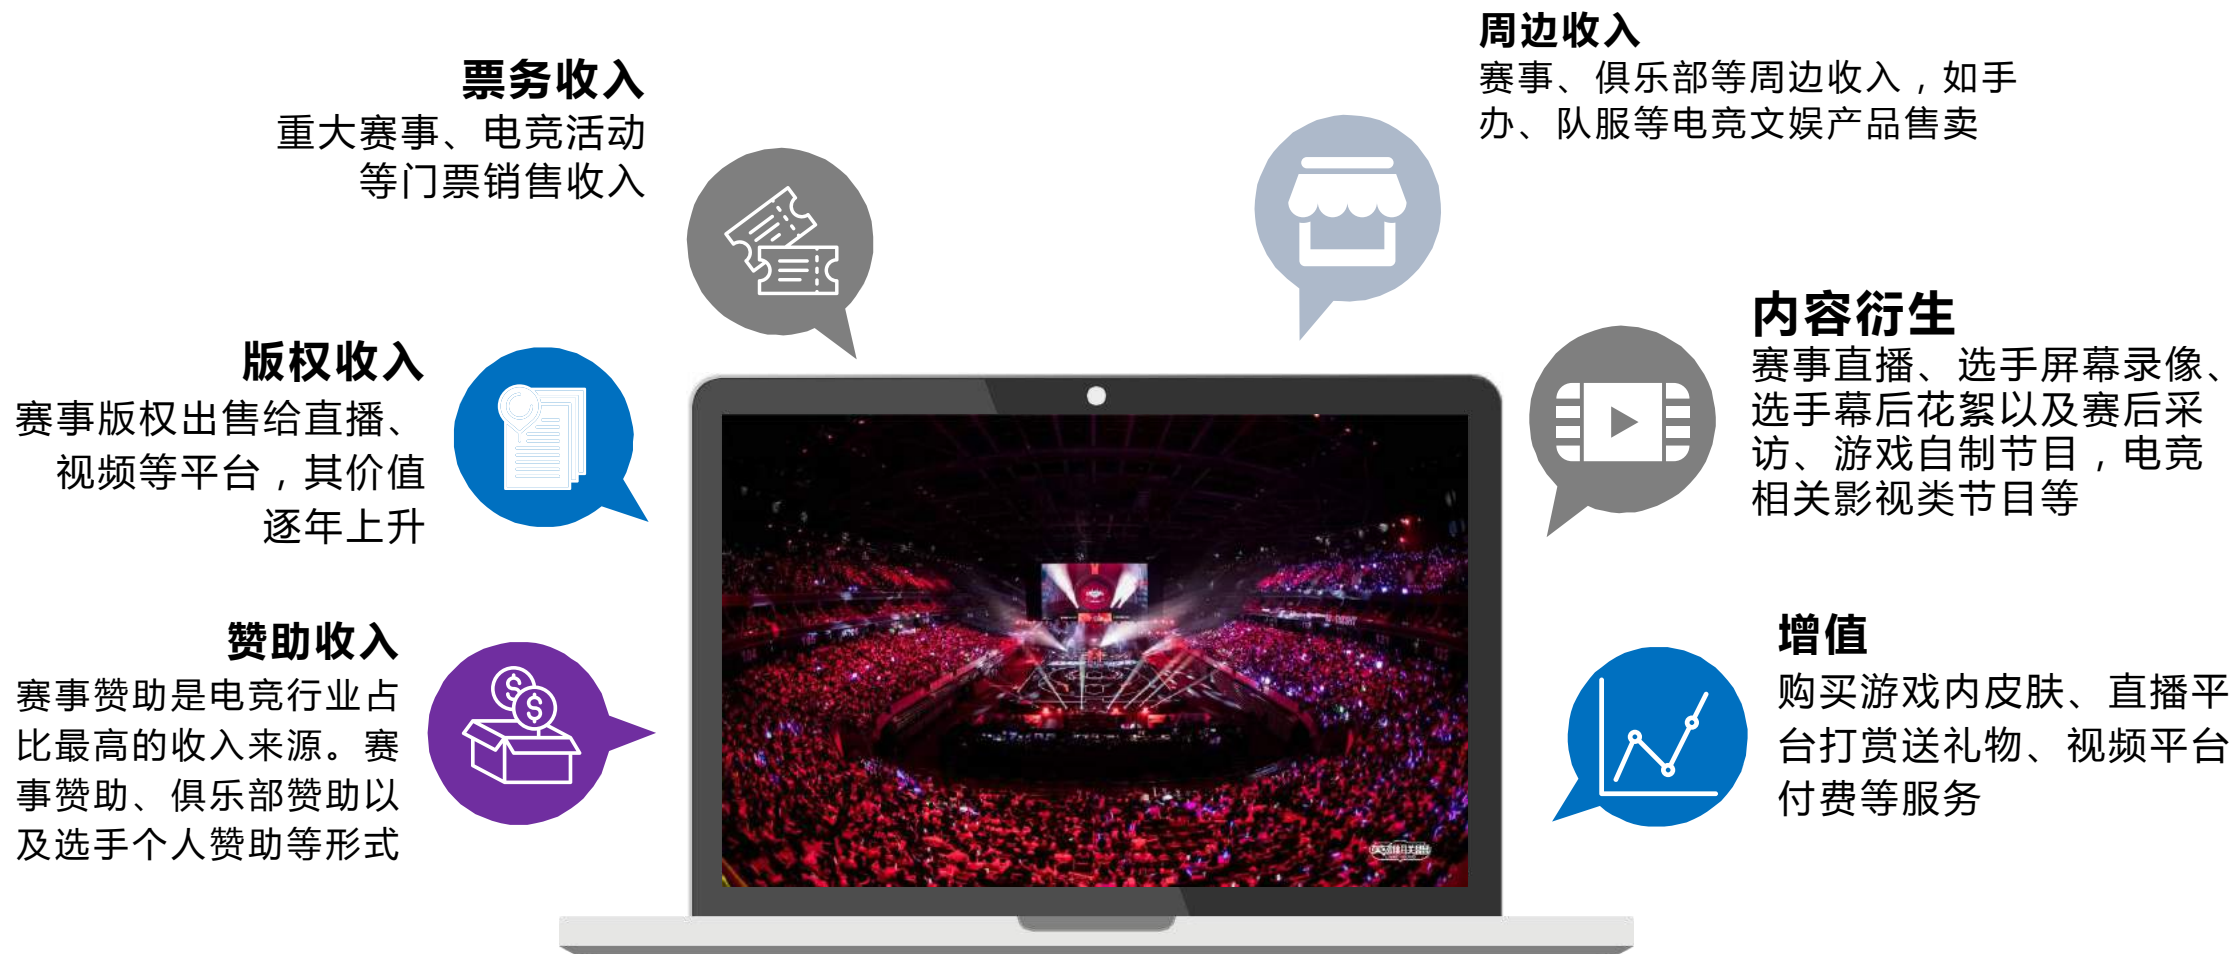 票务收入
重大赛事、电竞活动
等门票销售收入
版权收入
赛事版权出售给直播、
视频等平台，其价值
逐年上升
赞助收入
赛事赞助是电竞行业占
比最高的收入来源。赛
事赞助、俱乐部赞助以
及选手个人赞助等形式
周边收入
赛事、俱乐部等周边收入，如手
办、队服等电竞文娱产品售卖
内容衍生
赛事直播、选手屏幕录像、
选手幕后花絮以及赛后采
访、游戏自制节目，电竞
相关影视类节目等
增值
购买游戏内皮肤、直播平
台打赏送礼物、视频平台
付费等服务